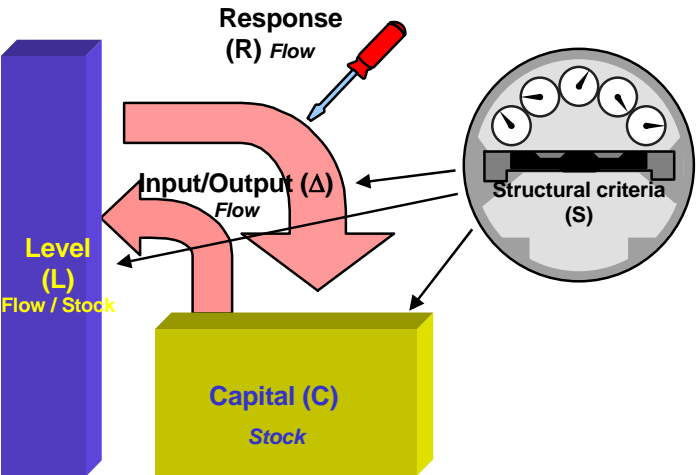 Response
(R) Flow
Input/Output (Δ)
Flow
Structural criteria
(S)
Level
(L)
Flow / Stock
Capital (C)
Stock